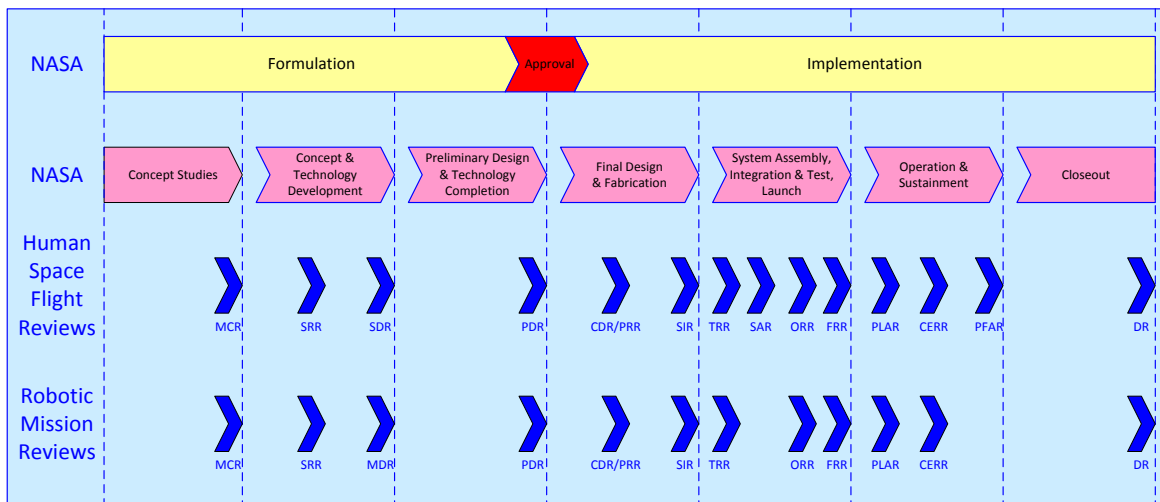 NASA
Formulation
Approval
Implementation
NASA
Concept Studies
Concept &
Technology
Development
Preliminary Design
& Technology
Completion
Final Design
& Fabrication
System Assembly,
Integration & Test,
Launch
Operation &
Sustainment
Closeout
Human
Space
Flight
Reviews
MCR
SRR
SDR
PDR
CDR/PRR
SIR
TRR
SAR
ORR
FRR
PLAR
CERR
PFAR
DR
Robotic
Mission
Reviews
MCR
SRR
MDR
PDR
CDR/PRR
SIR
TRR
ORR
FRR
PLAR
CERR
DR